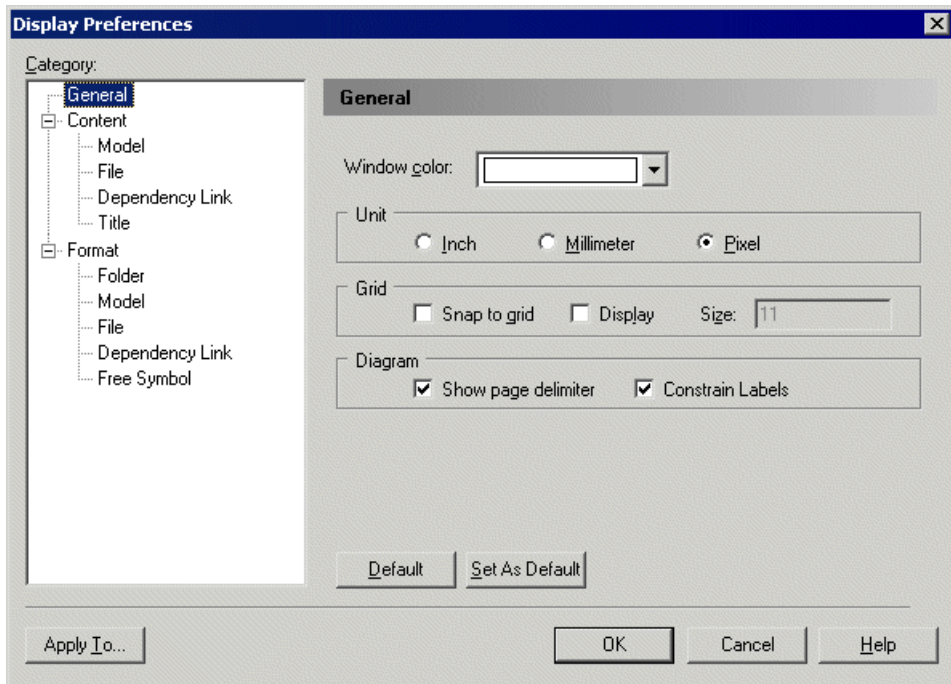 Display Preferences
Category:
General
Content
Model
File
Dependency Link
Title
Format
Folder
Model
File
Dependency Link
Free Symbol
General
Window color:
Unit
Inch Millimeter Pixel
Grid
Snap to grid Display Size: 11
Diagram
Show page delimiter Constrain Labels
Default Set As Default
Apply To... OK Cancel Help